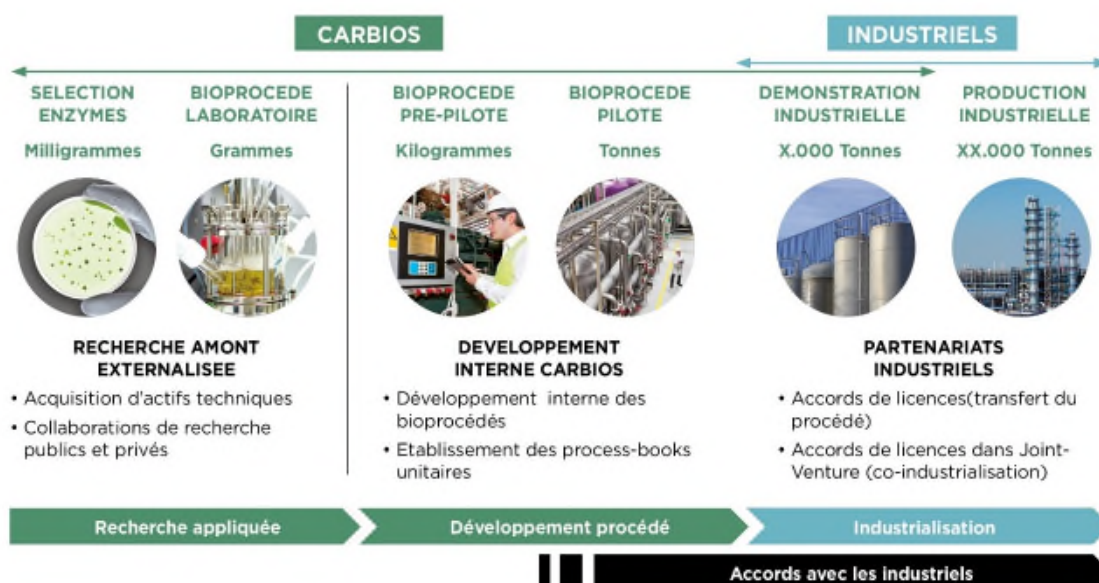 CARBIOS
INDUSTRIELS
SELECTION
ENZYMES
Milligrammes
BIOPROCEDE
LABORATOIRE
Grammes
BIOPROCEDE
PRE-PILOTE
Kilogrammes
BIOPROCEDE
PILOTE
Tonnes
DEMONSTRATION
INDUSTRIELLE
X.000 Tonnes
PRODUCTION
INDUSTRIELLE
XX.000 Tonnes
RECHERCHE AMONT
EXTERNALISEE
• Acquisition d'actifs techniques
• Collaborations de recherche
publics et privés
DEVELOPPEMENT
INTERNE CARBIOS
• Développement interne des
bioprocédés
• Etablissement des process-books
unitaires
PARTENARIATS
INDUSTRIELS
• Accords de licences(transfert du
procédé)
• Accords de licences dans Joint-
Venture (co-industrialisation)
Recherche appliquée
Développement procédé
Industrialisation
Accords avec les industriels